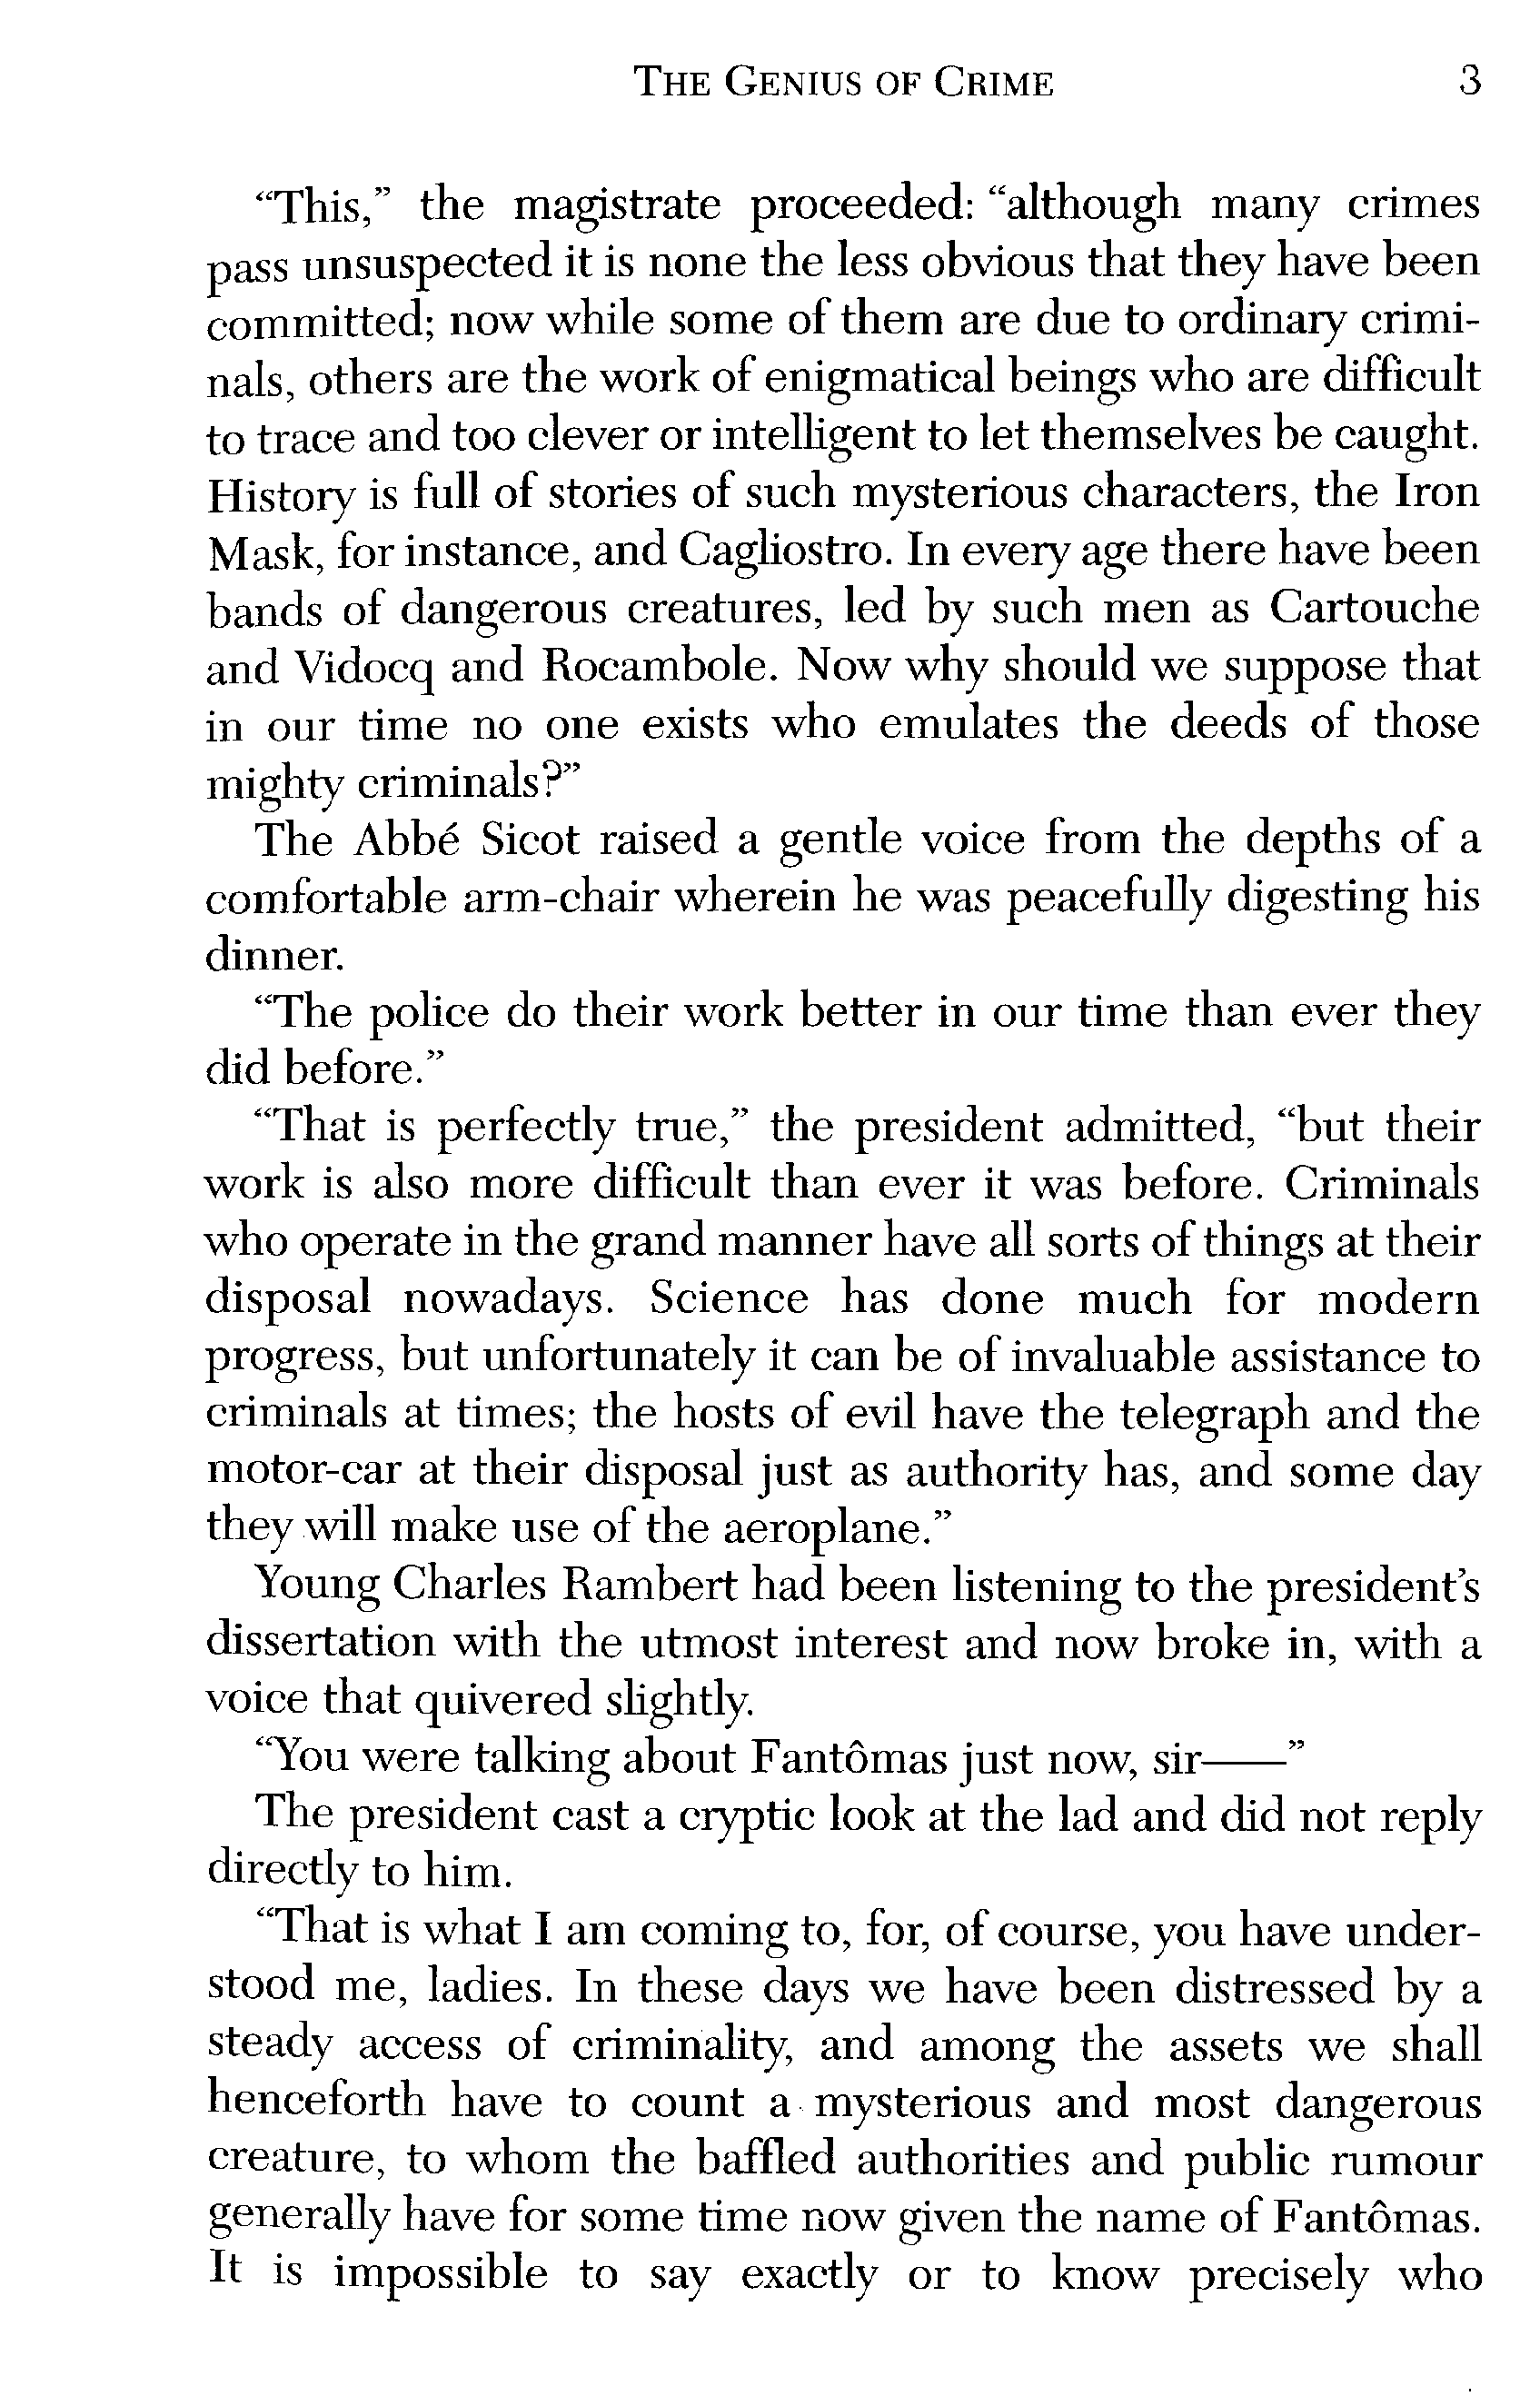 THE GENIUS OF CRIME 3
“This,” the magistrate proceeded: “although many crimes
pass unsuspected it is none the less obvious that they have been
committed; now while some of them are due to ordinary crimi-
nals, others are the work of enigmatical beings who are difficult
to trace and too clever or intelligent to let themselves be caught.
History is full of stories of such mysterious characters, the Iron
Mask, for instance, and Cagliostro. In every age there have been
bands of dangerous creatures, led by such men as Cartouche
and Vidocq and Rocambole. Now why should we suppose that
in our time no one exists who emulates the deeds of those
mighty criminals?”
The Abbé Sicot raised a gentle voice from the depths of a
comfortable arm-chair wherein he was peacefully digesting his
dinner.
“The police do their work better in our time than ever they
did before.”
“That is perfectly true,” the president admitted, “but their
work is also more difficult than ever it was before. Criminals
who operate in the grand manner have all sorts of things at their
disposal nowadays. Science has done much for modern
progress, but unfortunately it can be of invaluable assistance to
criminals at times; the hosts of evil have the telegraph and the
motor-car at their disposal just as authority has, and some day
they will make use of the aeroplane.”
Young Charles Rambert had been listening to the president’s
dissertation with the utmost interest and now broke in, with a
voice that quivered slightly.
“You were talking about Fantômas just now, sir——”
The president cast a cryptic look at the lad and did not reply
directly to him.
“That is what I am coming to, for, of course, you have under-
stood me, ladies. In these days we have been distressed by a
steady access of criminality, and among the assets we shall
henceforth have to count a mysterious and most dangerous
creature, to whom the baffled authorities and public rumour
generally have for some time now given the name of Fantômas.
It is impossible to say exactly or to know precisely who